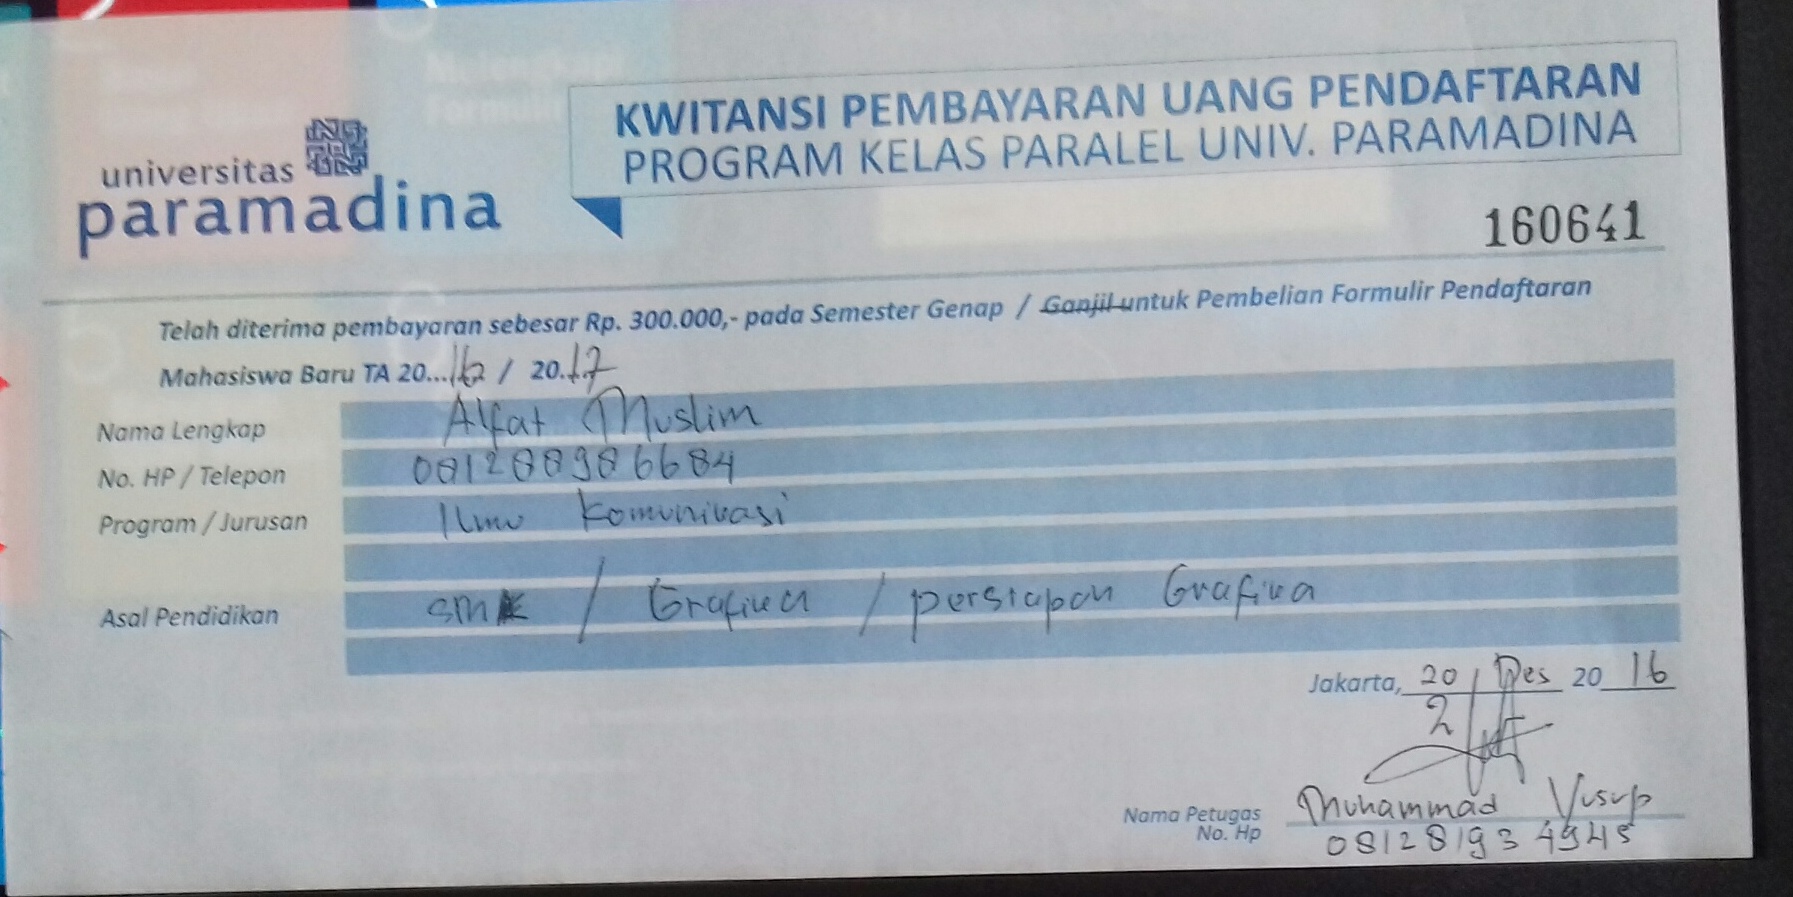 universitas
paramadina
KWITANSI PEMBAYARAN UANG PENDAFTARAN
PROGRAM KELAS PARALEL UNIV. PARAMADINA
160641
Telah diterima pembayaran sebesar Rp. 300.000,- pada Semester Genap / Ganjil untuk Pembelian Formulir Pendaftaran
Mahasiswa Baru TA 20...16 / 20.17
Nama Lengkap Alfat Muslim
No. HP / Telepon 081288986684
Program / Jurusan Ilmu Komunikasi
Asal Pendidikan SMK / Grafika / persiapan Grafika
Jakarta, 20 / Des 20 16
Nama Petugas Muhammad Yusup
No. Hp 081281934945